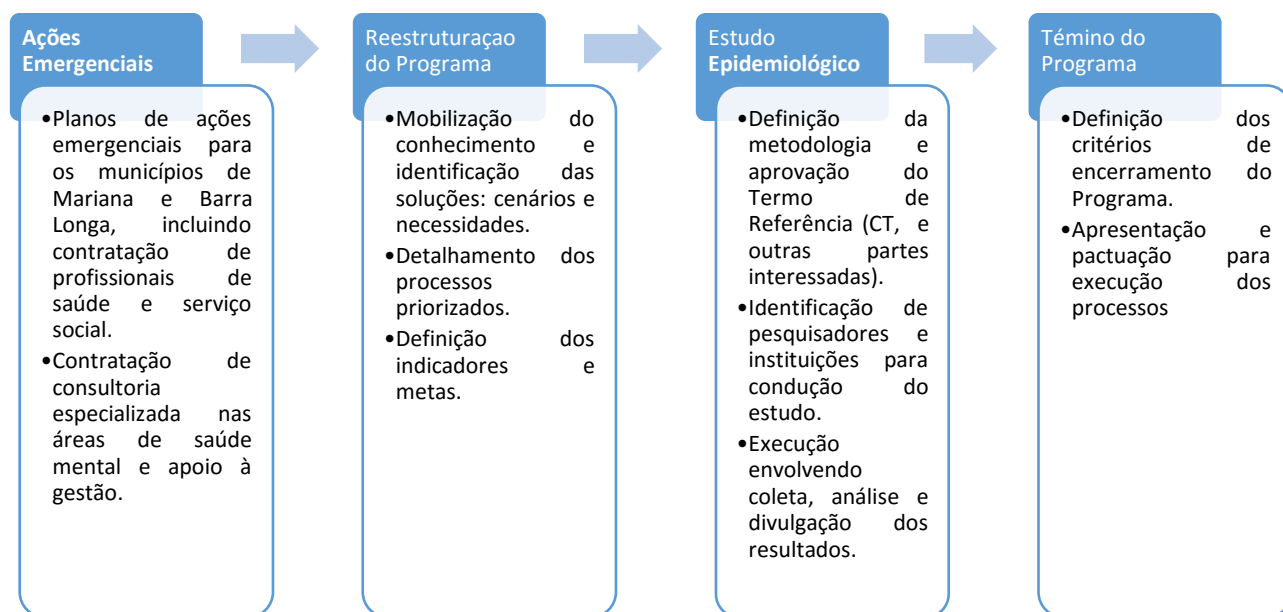 Ações
Emergenciais
•Planos de ações
emergenciais para
os municípios de
Mariana e Barra
Longa, incluindo
contratação de
profissionais de
saúde e serviço
social.
•Contratação de
consultoria
especializada nas
áreas de saúde
mental e apoio à
gestão.
Reestruturaçao
do Programa
•Mobilização do
conhecimento e
identificação das
soluções: cenários e
necessidades.
•Detalhamento dos
processos
priorizados.
•Definição dos
indicadores e
metas.
Estudo
Epidemiológico
•Definição da
metodologia e
aprovação do
Termo de
Referência (CT, e
outras partes
interessadas).
•Identificação de
pesquisadores e
instituições para
condução do
estudo.
•Execução
envolvendo
coleta, análise e
divulgação dos
resultados.
Témino do
Programa
•Definição dos
critérios de
encerramento do
Programa.
•Apresentação e
pactuação para
execução dos
processos